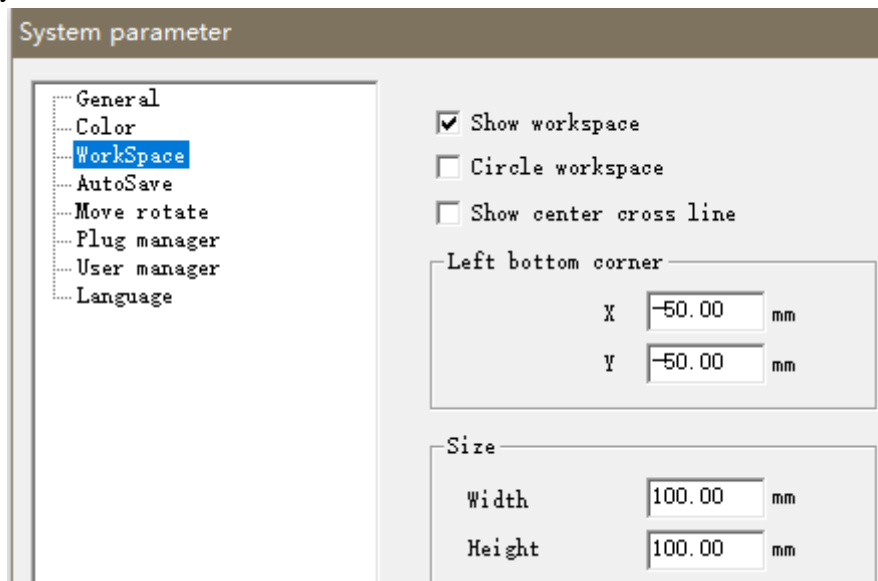 System parameter
General
Color
WorkSpace
AutoSave
Move rotate
Plug manager
User manager
Language
Show workspace
Circle workspace
Show center cross line
Left bottom corner
X -50.00 mm
Y -50.00 mm
Size
Width 100.00 mm
Height 100.00 mm